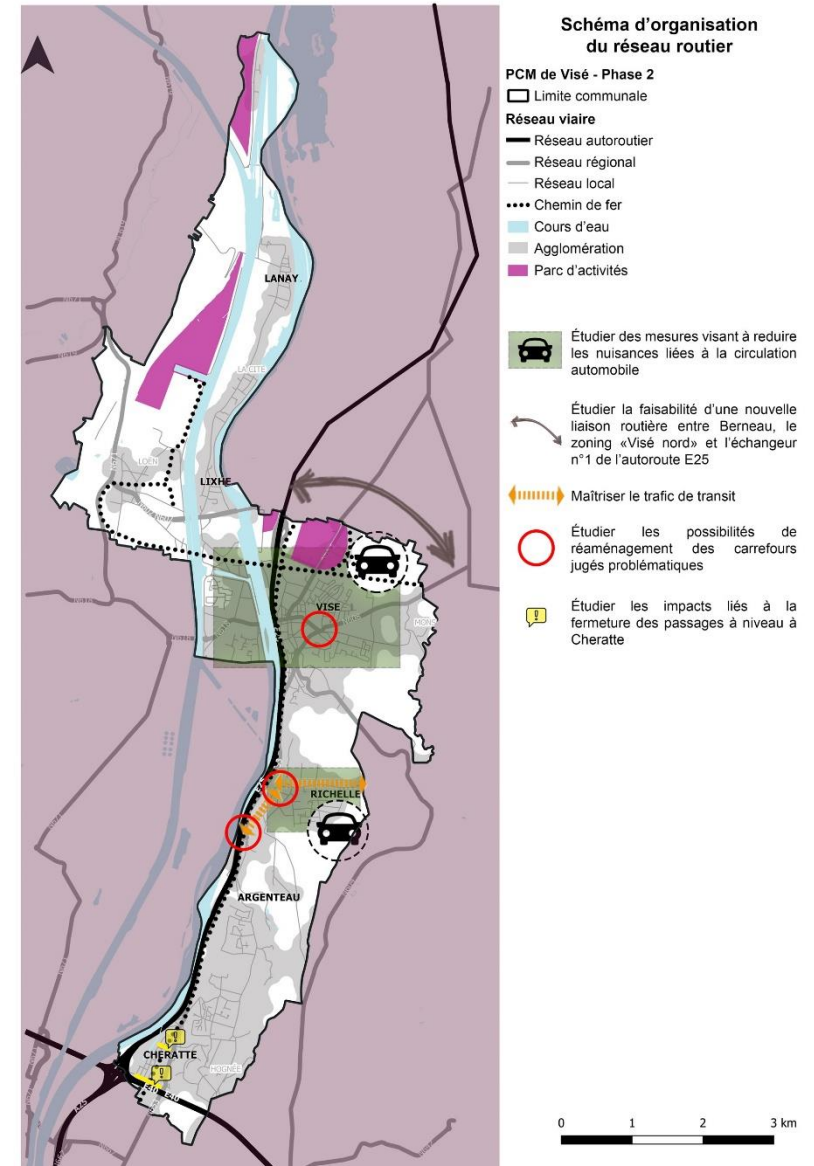 Schéma d'organisation
du réseau routier
PCM de Visé - Phase 2
Limite communale
Réseau viaire
Réseau autoroutier
Réseau régional
Réseau local
Chemin de fer
Cours d'eau
Agglomération
Parc d'activités
Étudier des mesures visant à reduire
les nuisances liées à la circulation
automobile
Étudier la faisabilité d'une nouvelle
liaison routière entre Berneau, le
zoning «Visé nord» et l'échangeur
n°1 de l'autoroute E25
Maîtriser le trafic de transit
Étudier les possibilités de
réaménagement des carrefours
jugés problématiques
Étudier les impacts liés à la
fermeture des passages à niveau à
Cheratte
0 1 2 3 km
LANAY
LA CITE
LOEN
LIXHE
VISE
MONS
RICHELLE
ARGENTEAU
CHERATTE
HOGNÉE
E40 E40
A25